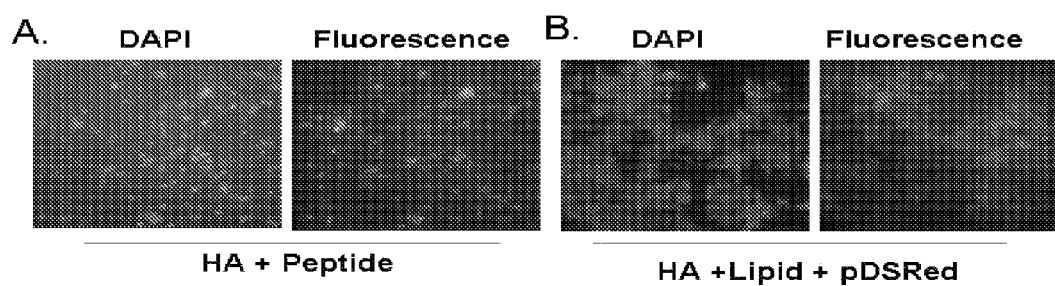 A. DAPI Fluorescence B. DAPI Fluorescence
HA + Peptide HA +Lipid + pDSRed